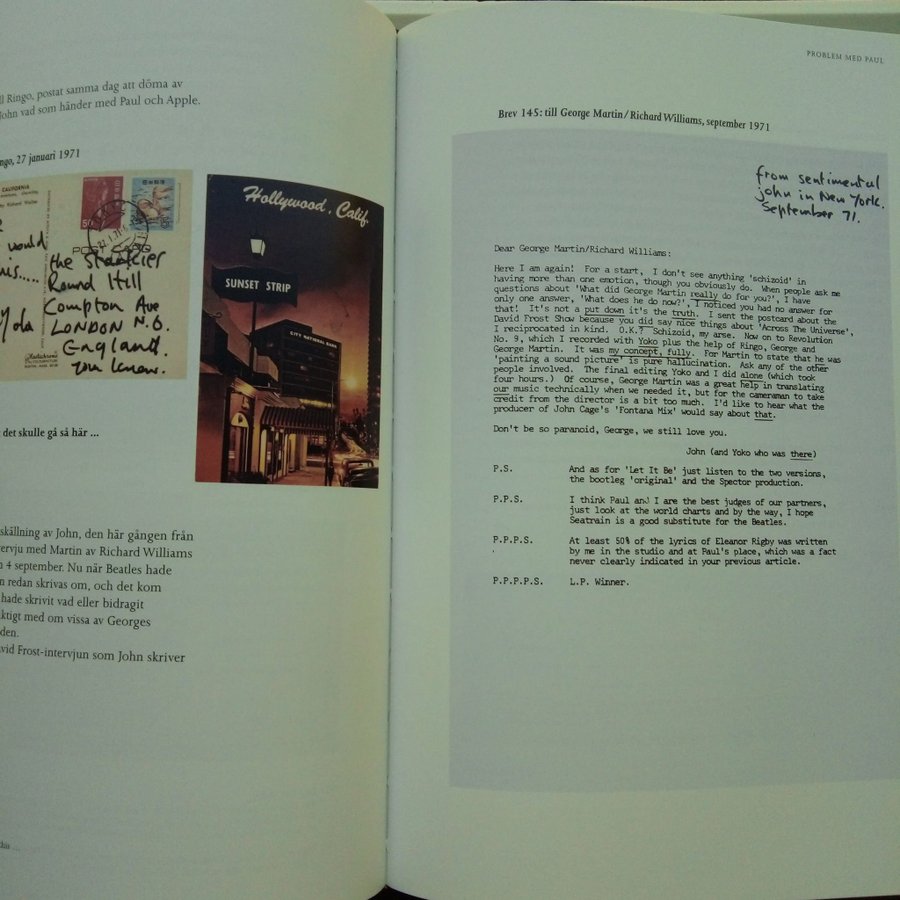 ll Ringo, postat samma dag att döma av
John vad som händer med Paul och Apple.
ngo, 27 januari 1971
CALIFORNIA
would
his.....
POST CARD
the Startlier
Round Hill
Compton Ave
LONDON N.6.
England.
you know.
Hollywood, Calif.
SUNSET STRIP
CITY NATIONAL BANK
det skulle gå så här ...
skällning av John, den här gången från
tervju med Martin av Richard Williams
n 4 september. Nu när Beatles hade
en redan skrivas om, och det kom
hade skrivit vad eller bidragit
ktigt med om vissa av Georges
den.
vid Frost-intervjun som John skriver
PROBLEM MED PAUL
Brev 145: till George Martin/Richard Williams, september 1971
from sentimental
john in New York.
September 71.
Dear George Martin/Richard Williams:
Here I am again! For a start, I don't see anything 'schizoid' in
having more than one emotion, though you obviously do. When people ask me
questions about 'What did George Martin really do for you?', I have
only one answer, 'What does he do now?', I noticed you had no answer for
that! It's not a put down it's the truth. I sent the postcard about the
David Frost Show because you did say nice things about 'Across The Universe',
I reciprocated in kind. O.K.? Schizoid, my arse. Now on to Revolution
No. 9, which I recorded with Yoko plus the help of Ringo, George and
George Martin. It was my concept, fully. For Martin to state that he was
'painting a sound picture' is pure hallucination. Ask any of the other
people involved. The final editing Yoko and I did alone (which took
four hours.) Of course, George Martin was a great help in translating
our music technically when we needed it, but for the cameraman to take
credit from the director is a bit too much. I'd like to hear what the
producer of John Cage's 'Fontana Mix' would say about that.
Don't be so paranoid, George, we still love you.
John (and Yoko who was there)
P.S. And as for 'Let It Be' just listen to the two versions,
the bootleg 'original' and the Spector production.
P.P.S. I think Paul and I are the best judges of our partners,
just look at the world charts and by the way, I hope
Seatrain is a good substitute for the Beatles.
P.P.P.S. At least 50% of the lyrics of Eleanor Rigby was written
by me in the studio and at Paul's place, which was a fact
never clearly indicated in your previous article.
P.P.P.P.S. L.P. Winner.